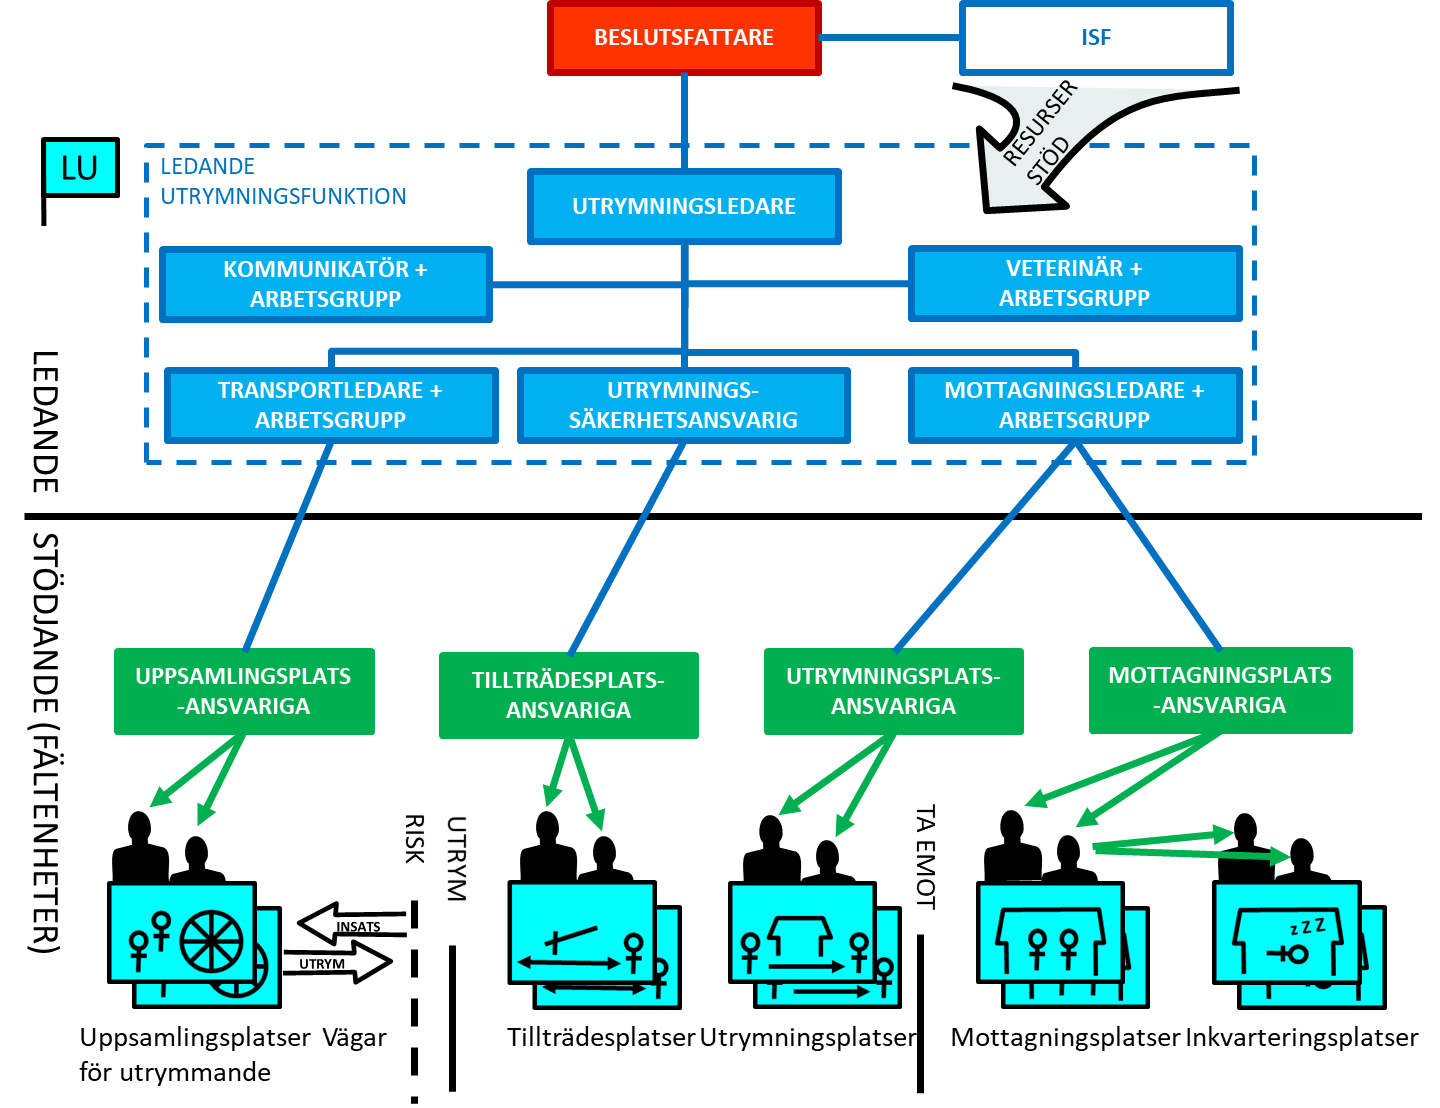 BESLUTSFATTARE
ISF
RESURSER
STÖD
LU
LEDANDE
UTRYMNINGSFUNKTION
UTRYMNINGSLEDARE
KOMMUNIKATÖR +
ARBETSGRUPP
VETERINÄR +
ARBETSGRUPP
LEDANDE
TRANSPORTLEDARE +
ARBETSGRUPP
UTRYMNINGS-
SÄKERHETSANSVARIG
MOTTAGNINGSLEDARE +
ARBETSGRUPP
STÖDJANDE (FÄLTENHETER)
UPPSAMLINGSPLATS
-ANSVARIGA
TILLTRÄDESPLATS-
ANSVARIGA
UTRYMNINGSPLATS-
ANSVARIGA
MOTTAGNINGSPLATS
-ANSVARIGA
RISK
UTRYM
TA EMOT
INSATS
UTRYM
zZZ
Uppsamlingsplatser
för utrymmande
Vägar
Tillträdesplatser
Utrymningsplatser
Mottagningsplatser
Inkvarteringsplatser